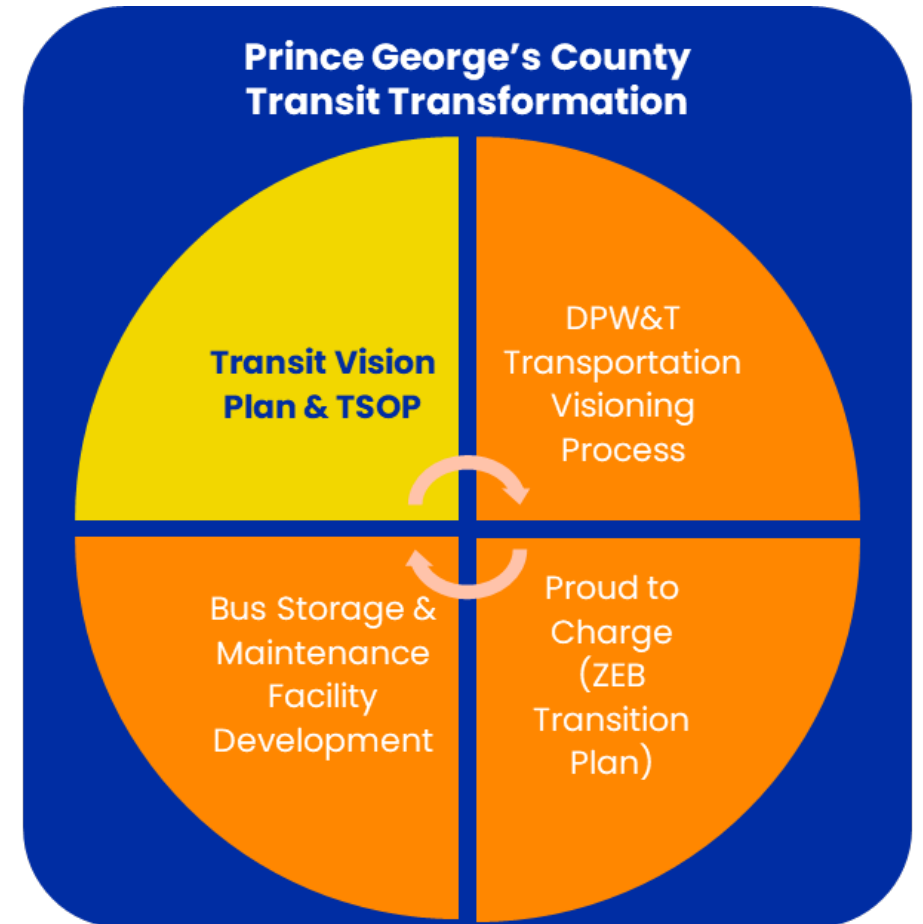 Prince George’s County
Transit Transformation
Transit Vision
Plan & TSOP
DPW&T
Transportation
Visioning
Process
Bus Storage &
Maintenance
Facility
Development
Proud to
Charge
(ZEB
Transition
Plan)